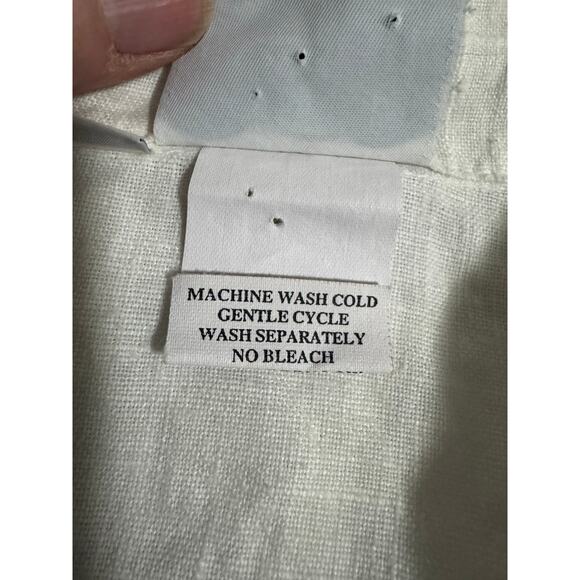 MACHINE WASH COLD
GENTLE CYCLE
WASH SEPARATELY
NO BLEACH